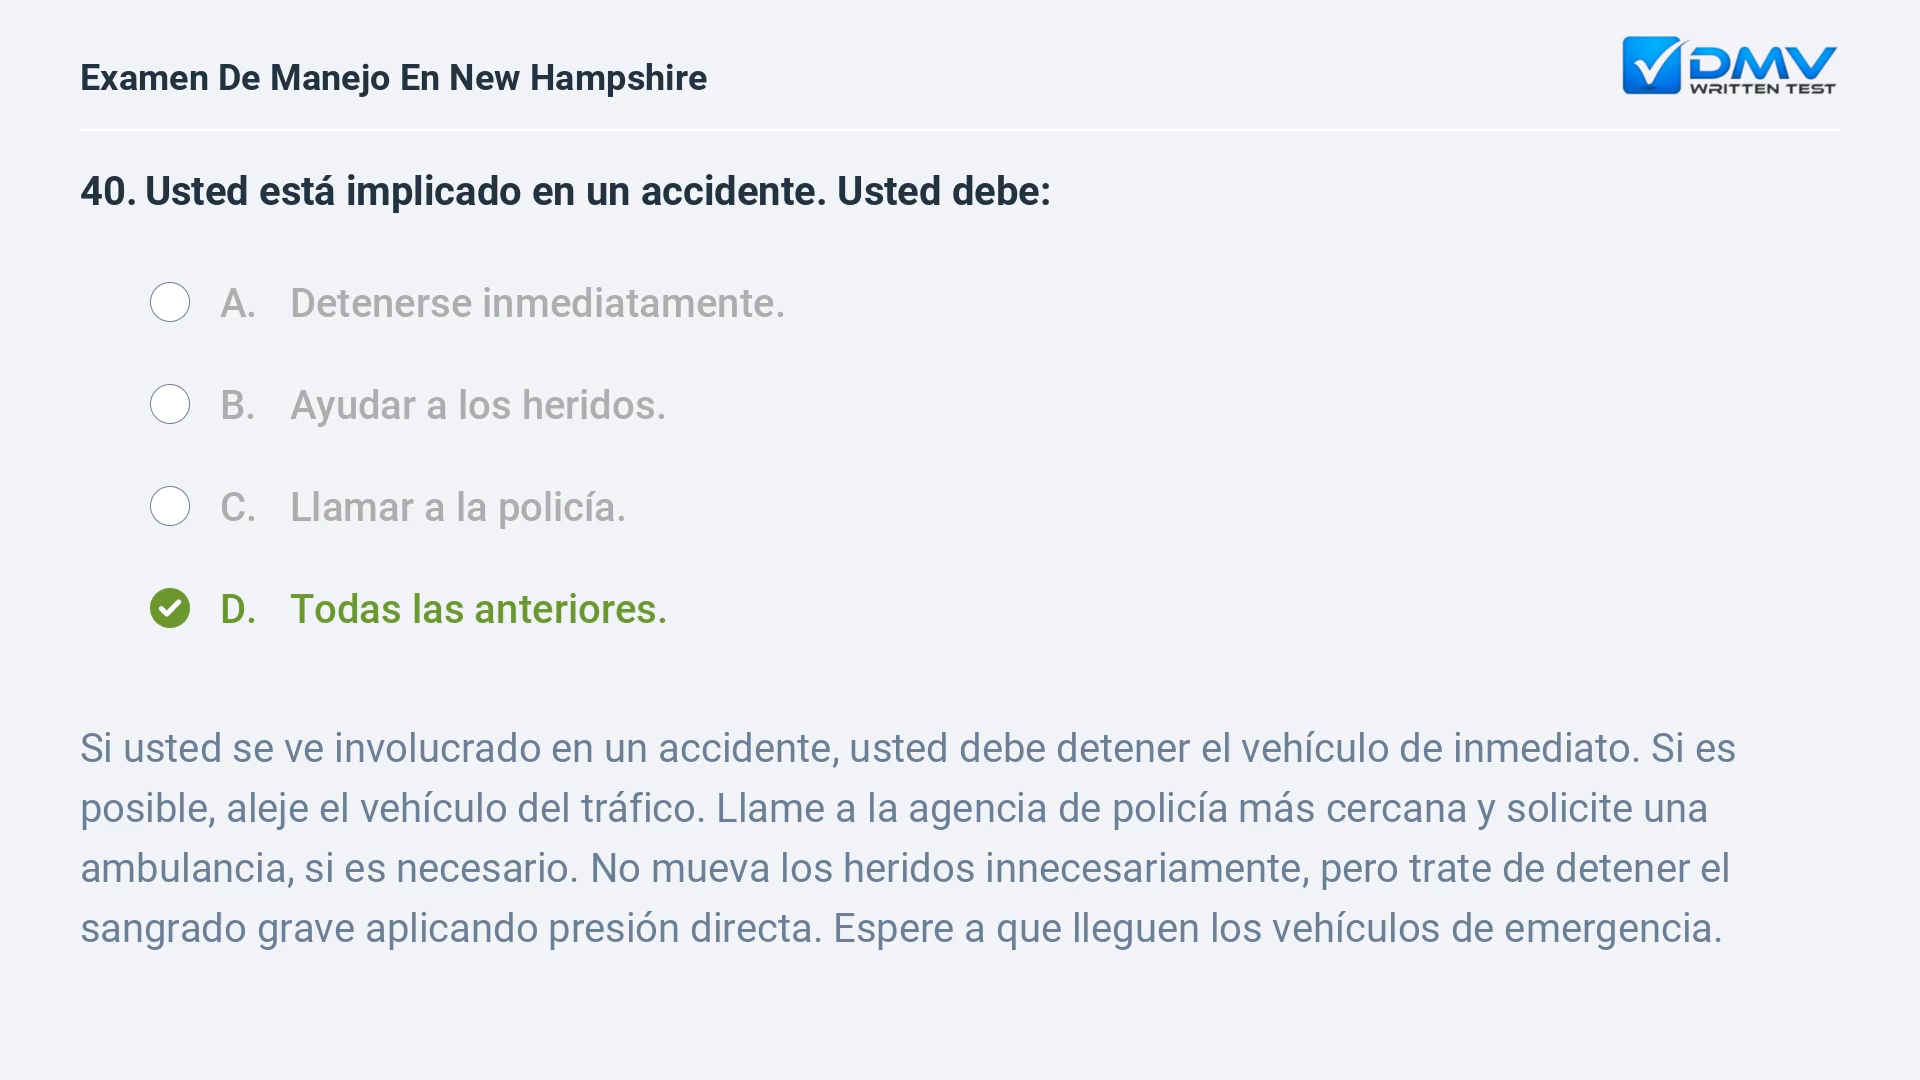 Examen De Manejo En New Hampshire
DMV
WRITTEN TEST
40. Usted está implicado en un accidente. Usted debe:
A. Detenerse inmediatamente.
B. Ayudar a los heridos.
C. Llamar a la policía.
D. Todas las anteriores.
Si usted se ve involucrado en un accidente, usted debe detener el vehículo de inmediato. Si es
posible, aleje el vehículo del tráfico. Llame a la agencia de policía más cercana y solicite una
ambulancia, si es necesario. No mueva los heridos innecesariamente, pero trate de detener el
sangrado grave aplicando presión directa. Espere a que lleguen los vehículos de emergencia.